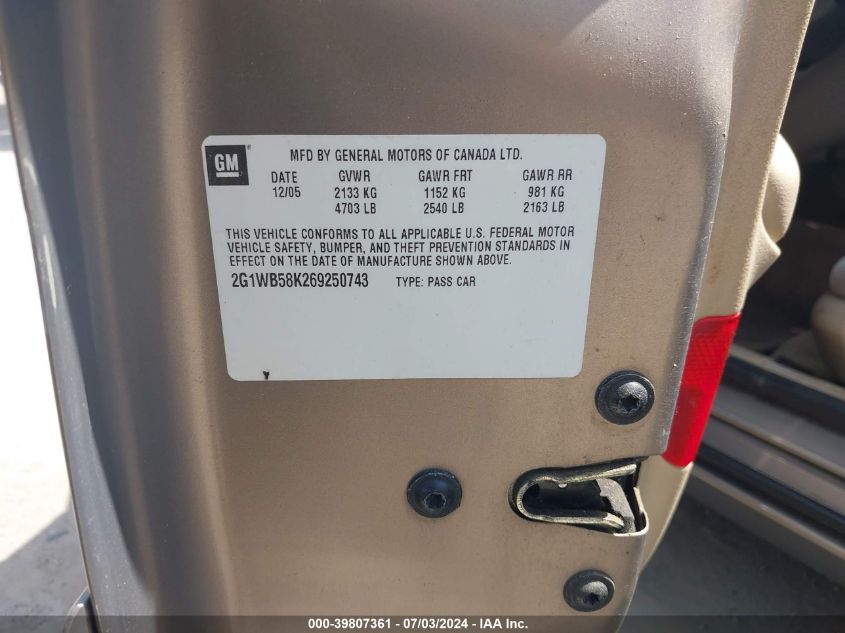 GM ®
MFD BY GENERAL MOTORS OF CANADA LTD.
DATE GVWR GAWR FRT GAWR RR
12/05 2133 KG 1152 KG 981 KG
4703 LB 2540 LB 2163 LB
THIS VEHICLE CONFORMS TO ALL APPLICABLE U.S. FEDERAL MOTOR
VEHICLE SAFETY, BUMPER, AND THEFT PREVENTION STANDARDS IN
EFFECT ON THE DATE OF MANUFACTURE SHOWN ABOVE.
2G1WB58K269250743 TYPE: PASS CAR
000-39807361 - 07/03/2024 - IAA Inc.